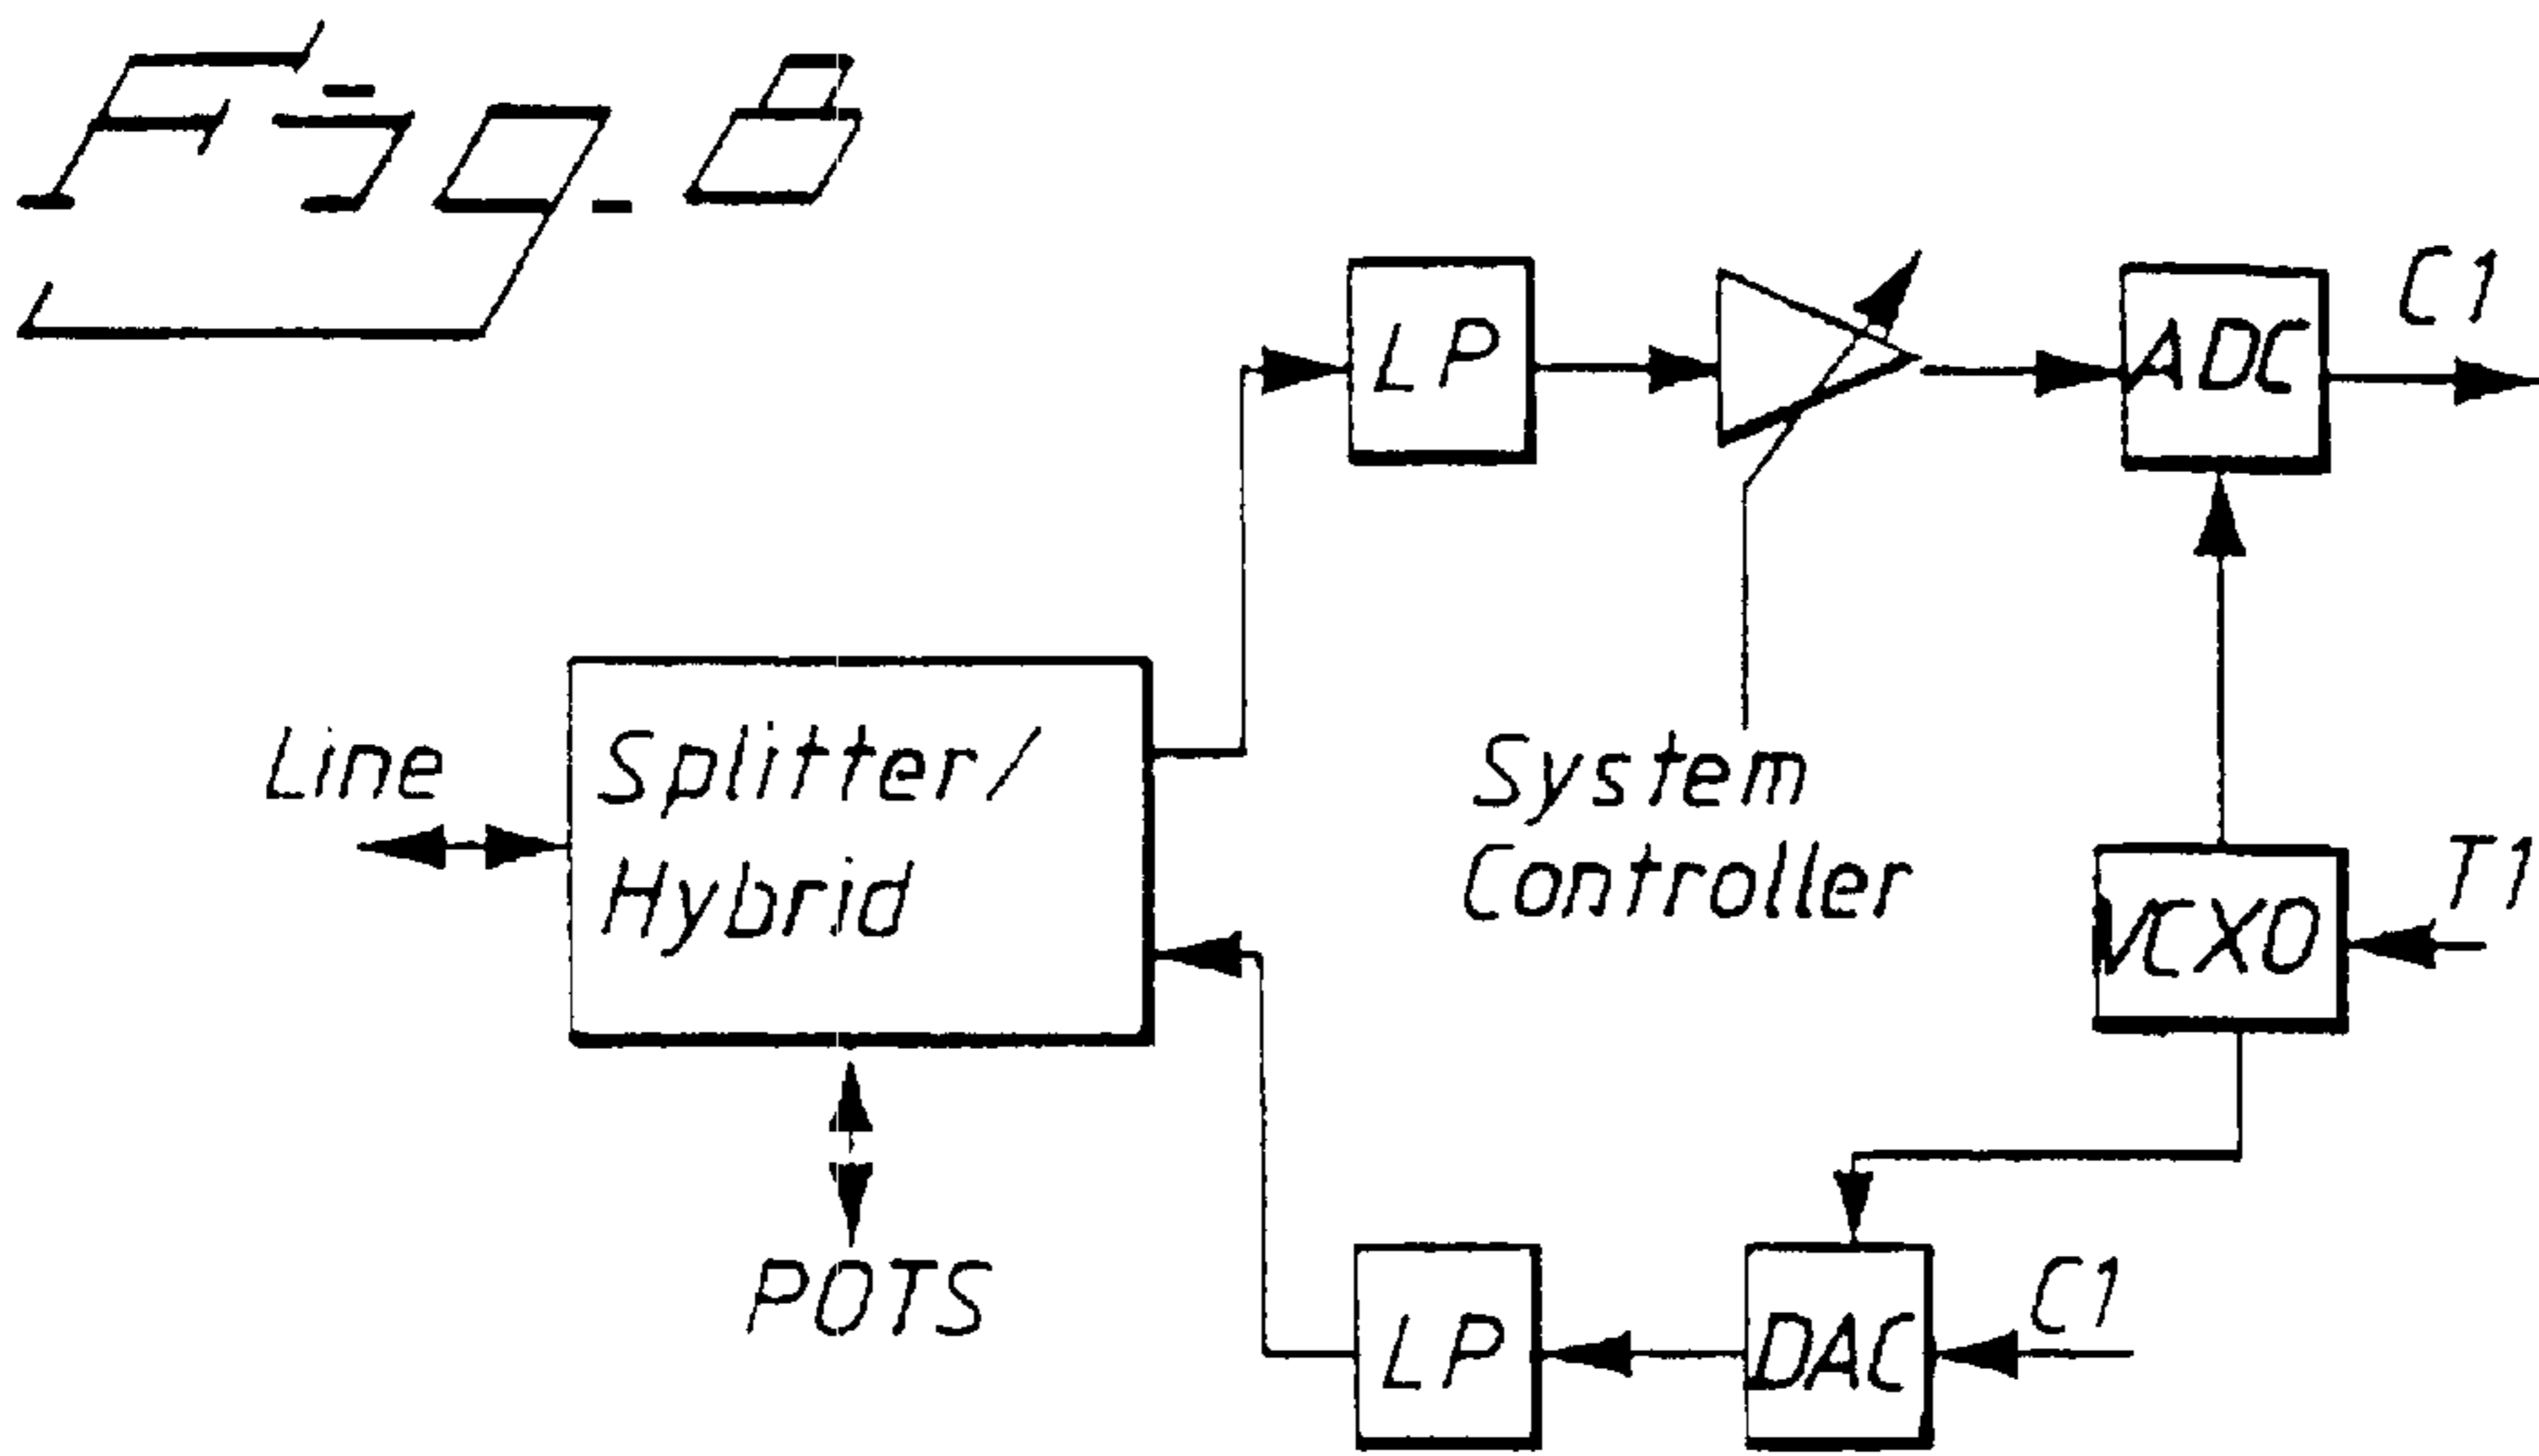 Fig. 8
LP
ADC
C1
Line
Splitter/
Hybrid
System
Controller
VCXO
T1
POTS
LP
DAC
C1